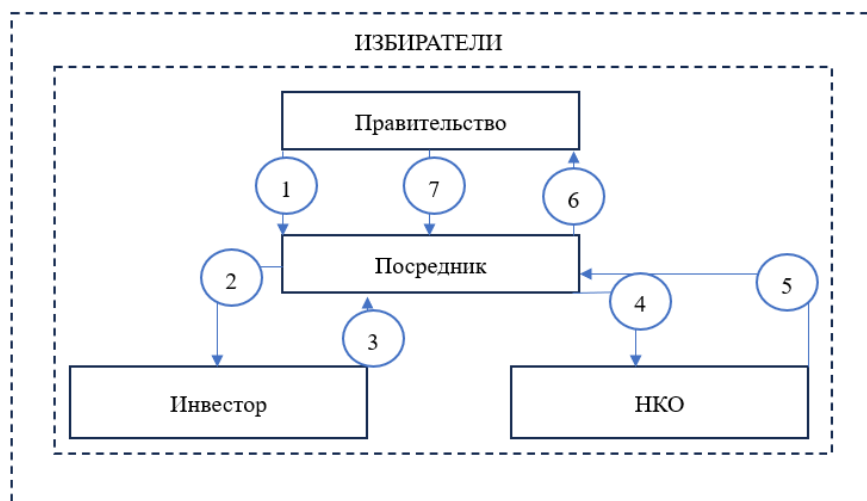 ИЗБИРАТЕЛИ
Правительство
1
7
6
Посредник
2
3
4
5
Инвестор
НКО